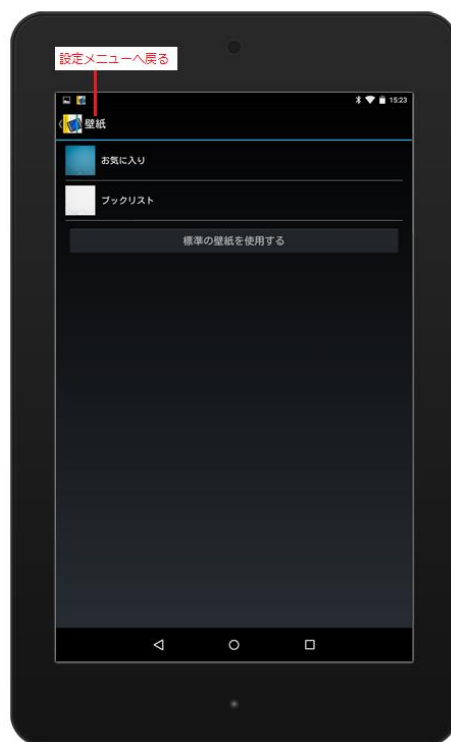 設定メニューへ戻る
15:23
壁紙
お気に入り
ブックリスト
標準の壁紙を使用する